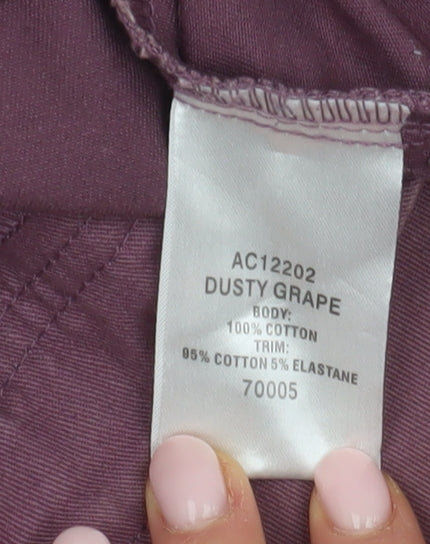 AC12202
DUSTY GRAPE
BODY:
100% COTTON
TRIM:
95% COTTON 5% ELASTANE
70005